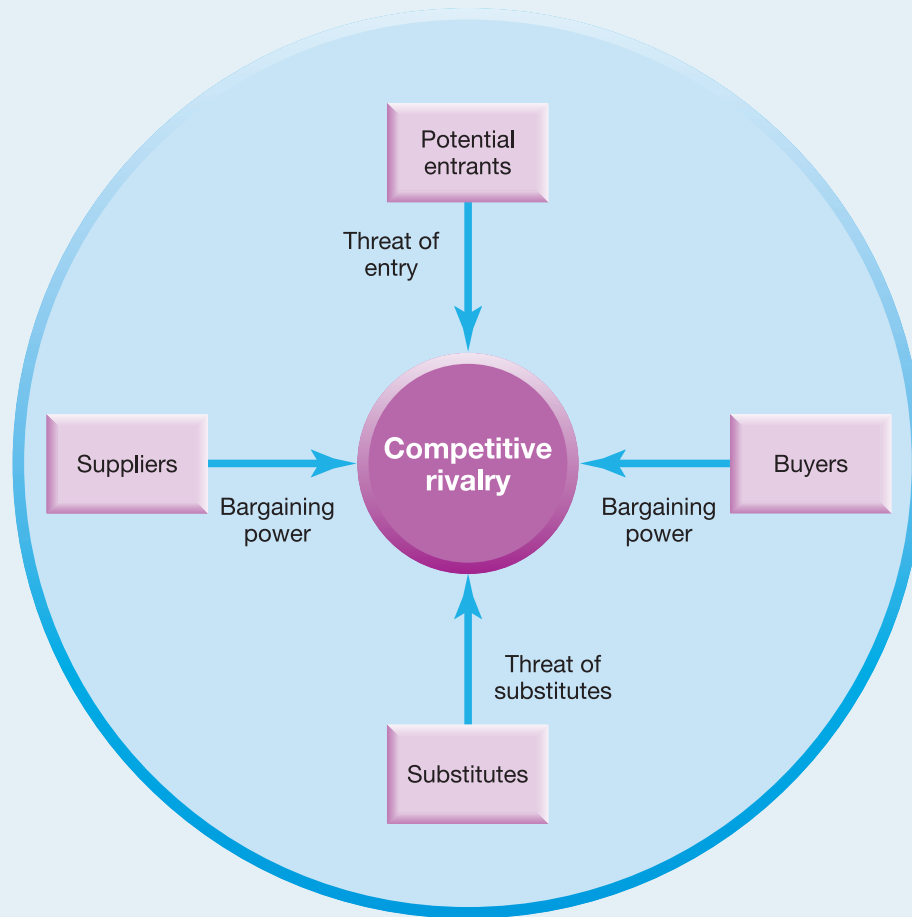 Potential
entrants
Threat of
entry
Suppliers
Bargaining
power
Competitive
rivalry
Buyers
Bargaining
power
Threat of
substitutes
Substitutes